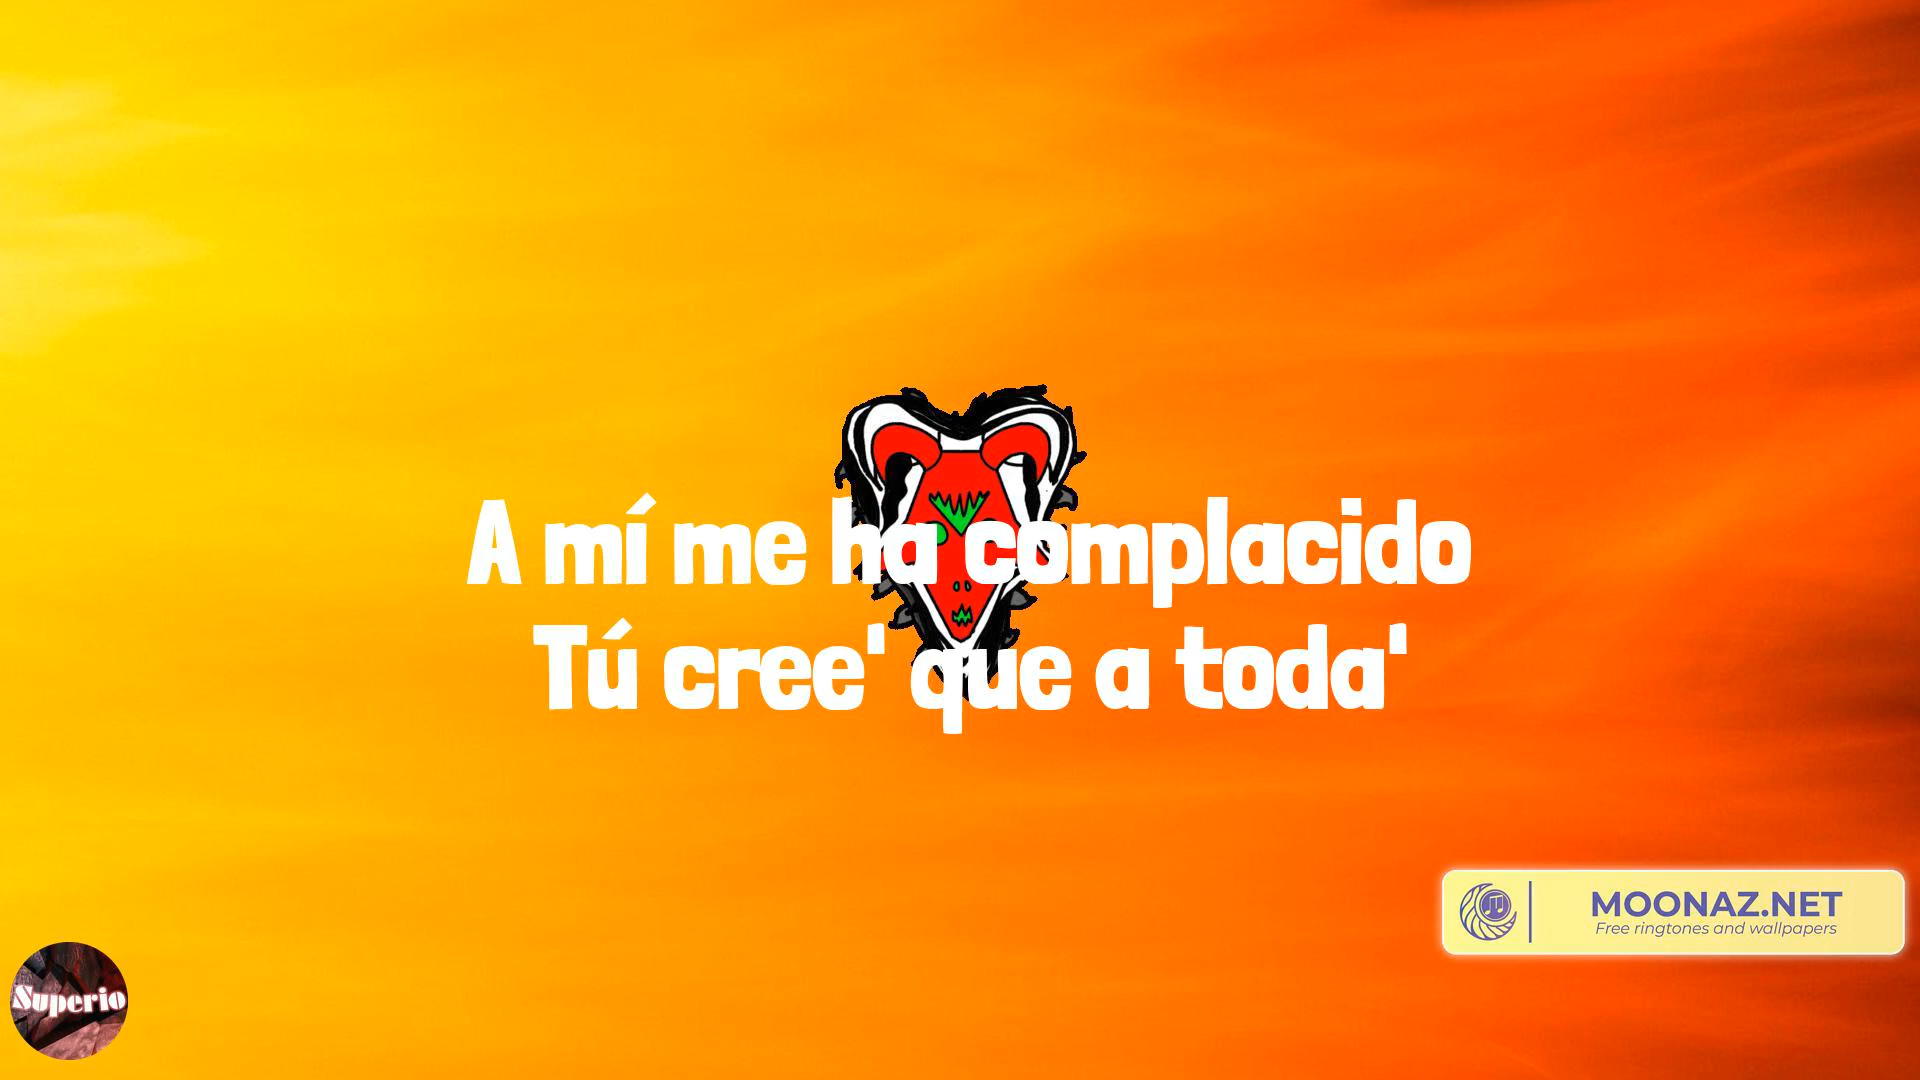 A mí me ha complacido
Tú cree' que a toda'
MOONAZ.NET
Free ringtones and wallpapers
Superio